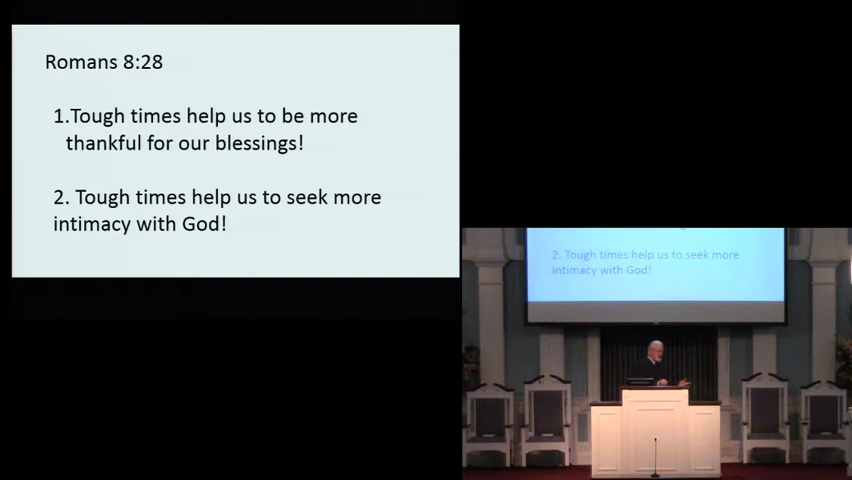 Romans 8:28
1.Tough times help us to be more
thankful for our blessings!
2. Tough times help us to seek more
intimacy with God!
2. Tough times help us to seek more
intimacy with God!